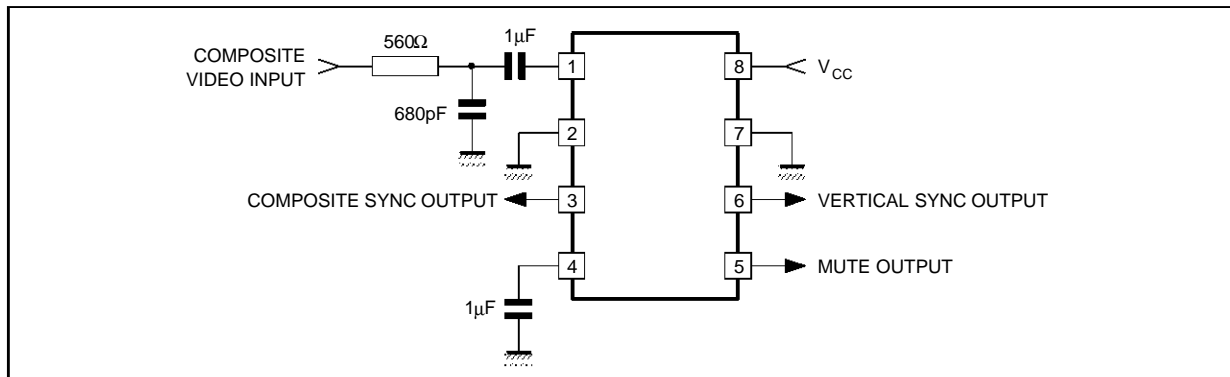 COMPOSITE
VIDEO INPUT
560Ω
1µF
680pF
1
8
V_CC
2
7
COMPOSITE SYNC OUTPUT
3
6
VERTICAL SYNC OUTPUT
4
5
MUTE OUTPUT
1µF